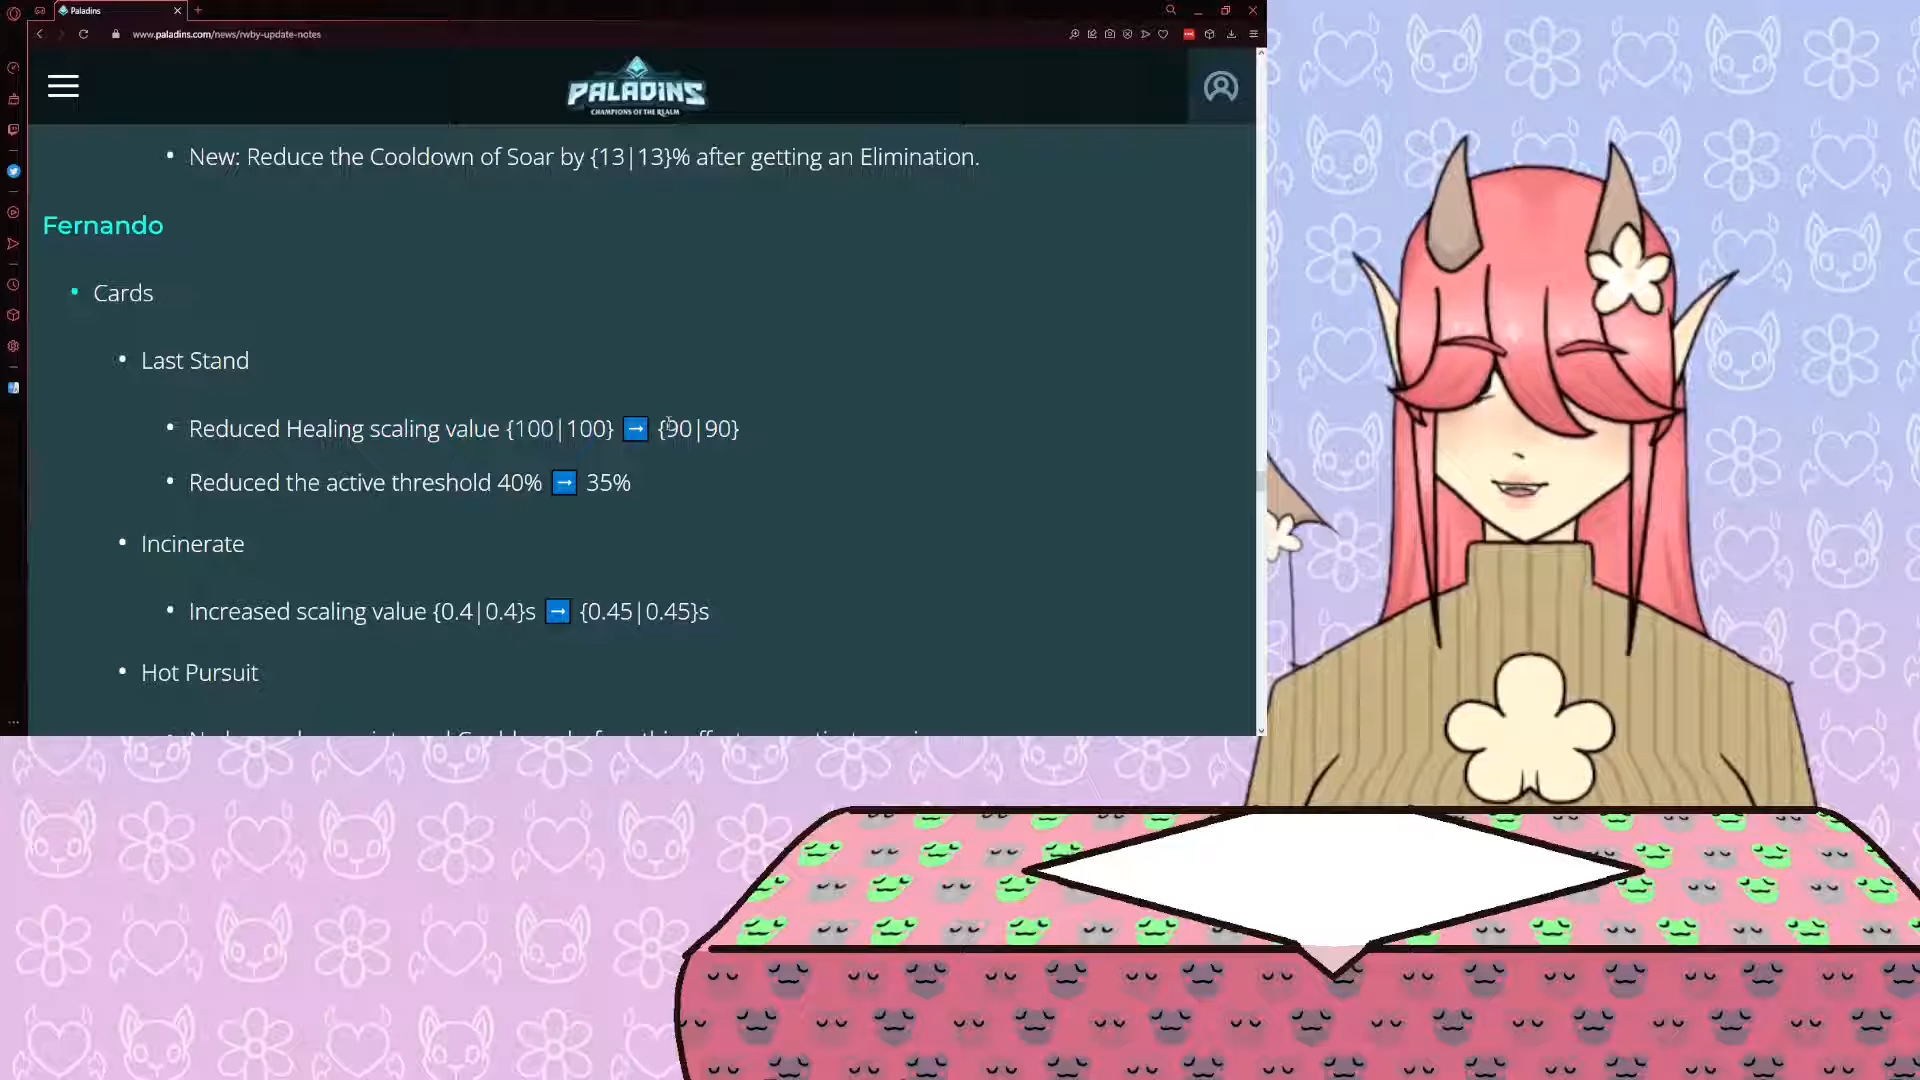 Paladins
www.paladins.com/news/rwby-update-notes
PALADINS
CHAMPIONS OF THE REALM
• New: Reduce the Cooldown of Soar by {13|13}% after getting an Elimination.
Fernando
• Cards
• Last Stand
• Reduced Healing scaling value {100|100} ➡ {90|90}
• Reduced the active threshold 40% ➡ 35%
• Incinerate
• Increased scaling value {0.4|0.4}s ➡ {0.45|0.45}s
• Hot Pursuit